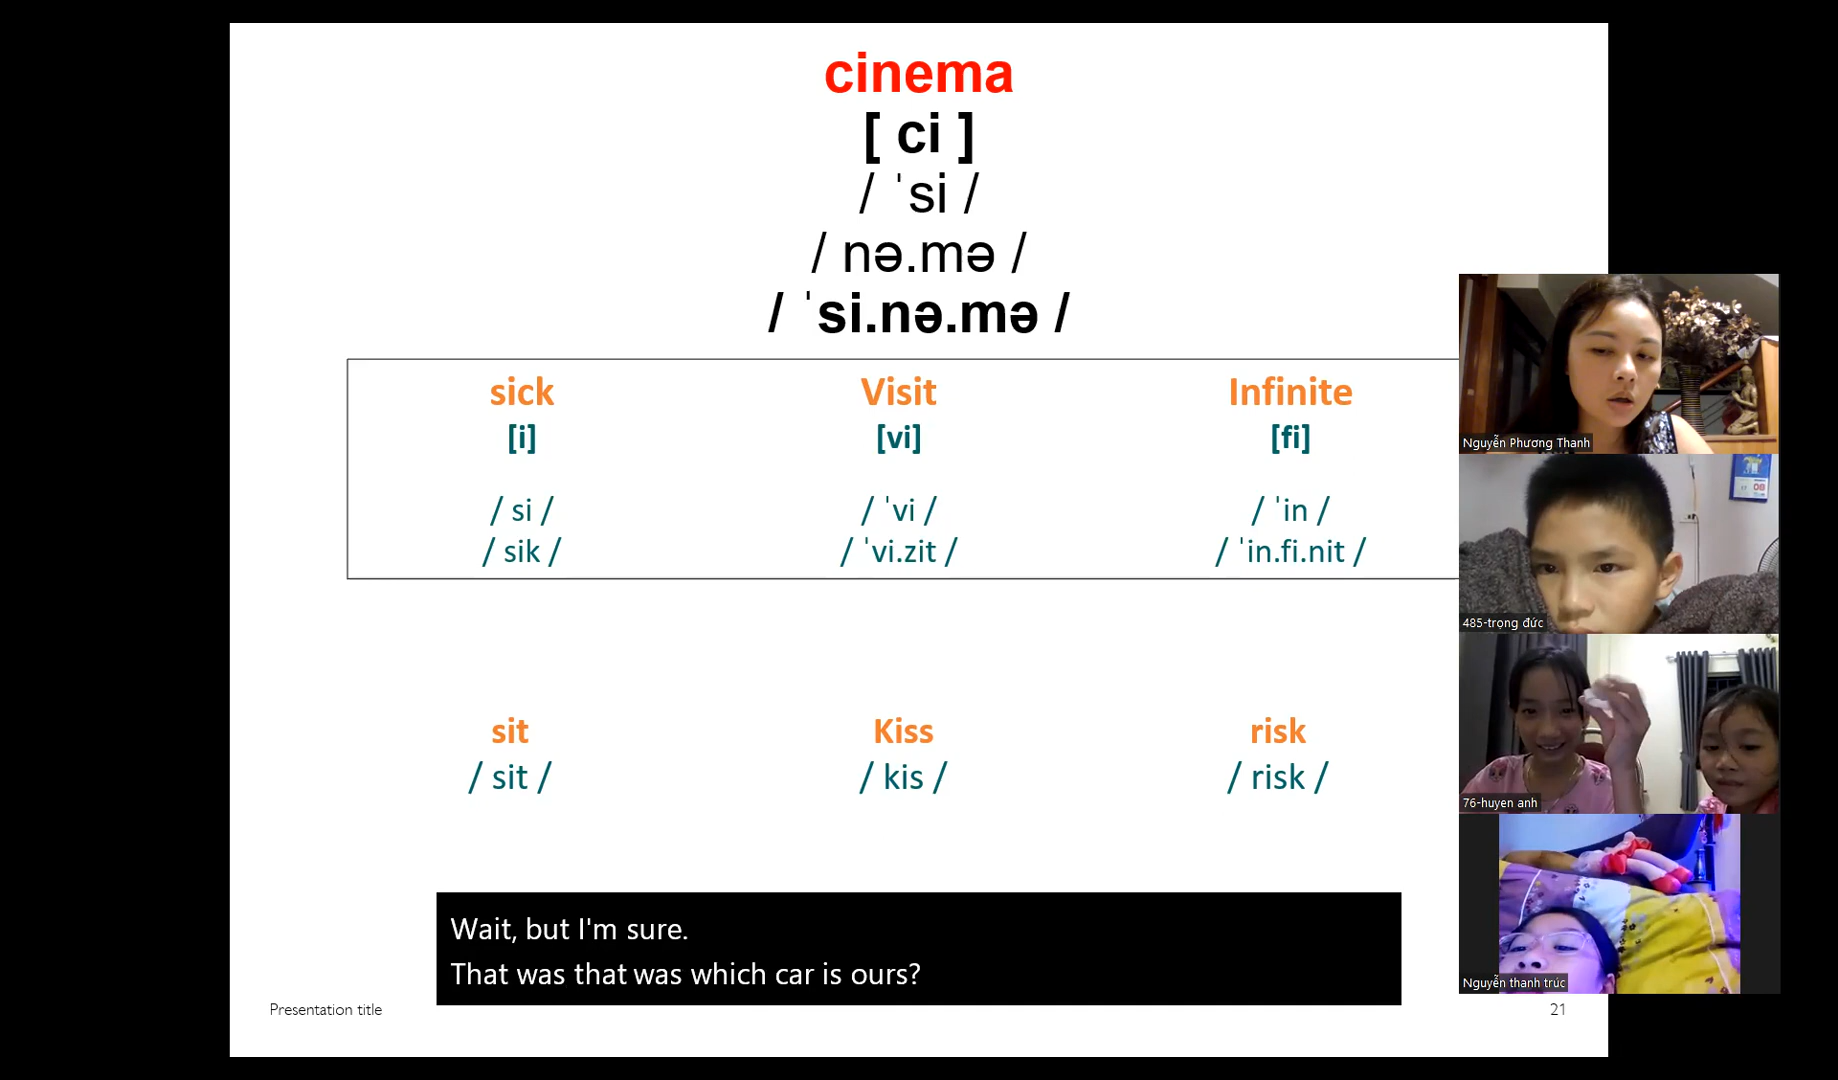 cinema
[ ci ]
/ ˈsi /
/ nə.mə /
/ ˈsi.nə.mə /
sick Visit Infinite
[i] [vi] [fi]
/ si / / ˈvi / / ˈin /
/ sik / / ˈvi.zit / / ˈin.fi.nit /
sit Kiss risk
/ sit / / kis / / risk /
Wait, but I'm sure.
That was that was which car is ours?
Presentation title
21
Nguyễn Phương Thanh
485-trọng đức
76-huyen anh
Nguyễn thanh trúc